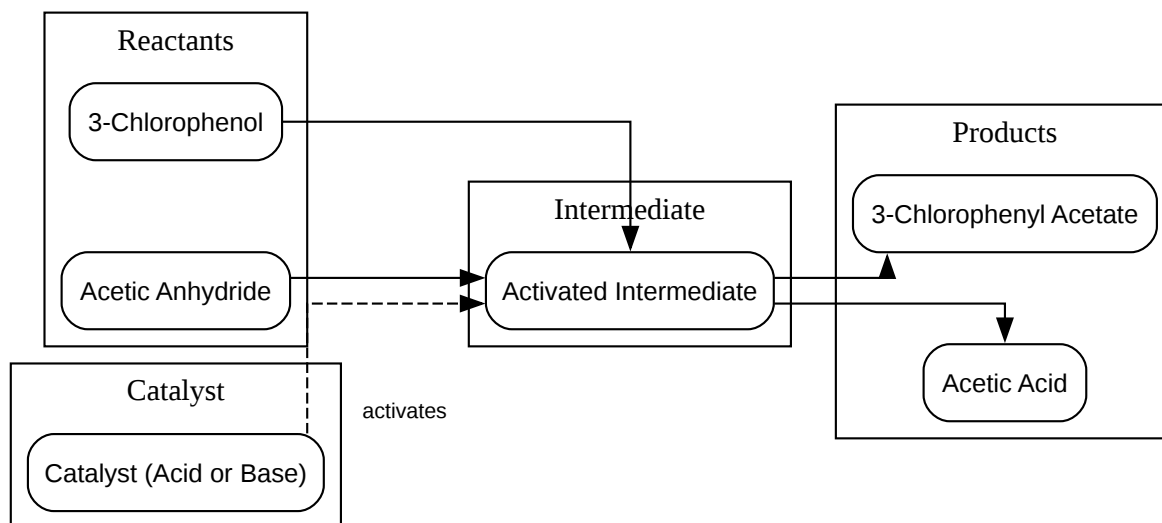 Reactants
3-Chlorophenol
Acetic Anhydride
Catalyst
Catalyst (Acid or Base)
activates
Intermediate
Activated Intermediate
Products
3-Chlorophenyl Acetate
Acetic Acid